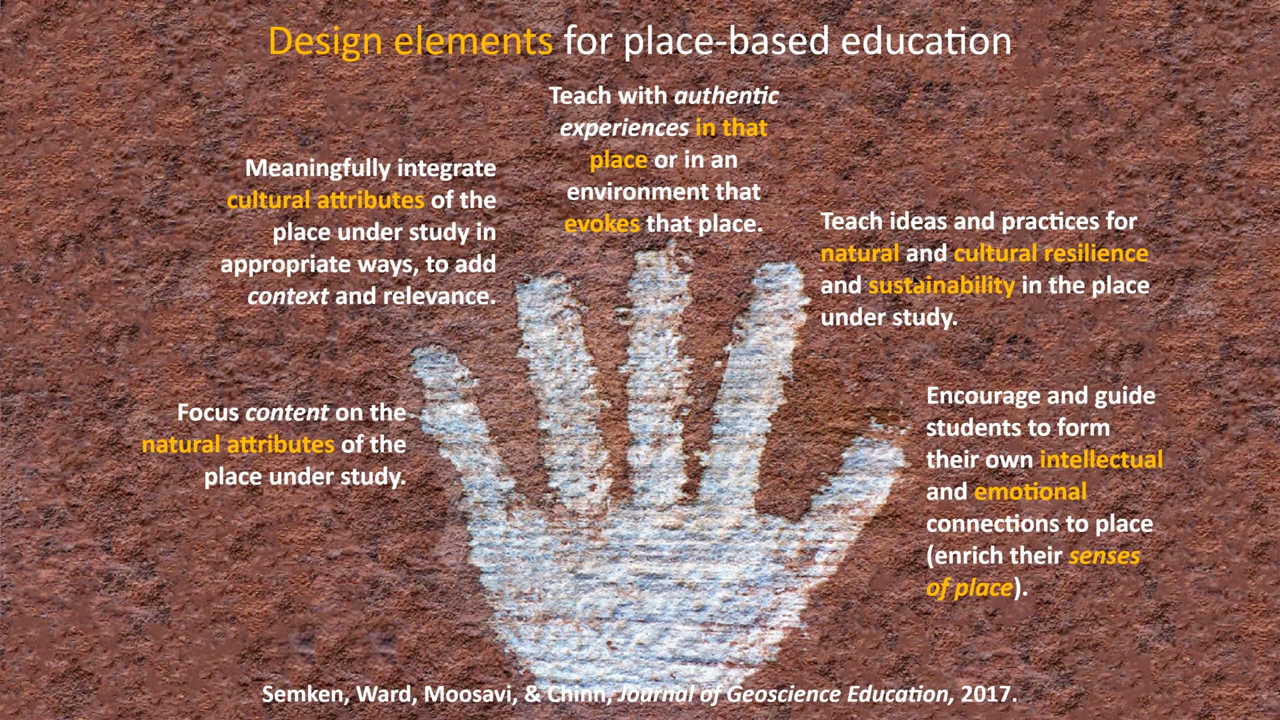 Design elements for place-based education
Teach with authentic
experiences in that
place or in an
environment that
evokes that place.
Meaningfully integrate
cultural attributes of the
place under study in
appropriate ways, to add
context and relevance.
Teach ideas and practices for
natural and cultural resilience
and sustainability in the place
under study.
Focus content on the
natural attributes of the
place under study.
Encourage and guide
students to form
their own intellectual
and emotional
connections to place
(enrich their senses
of place).
Semken, Ward, Moosavi, & Chinn, Journal of Geoscience Education, 2017.